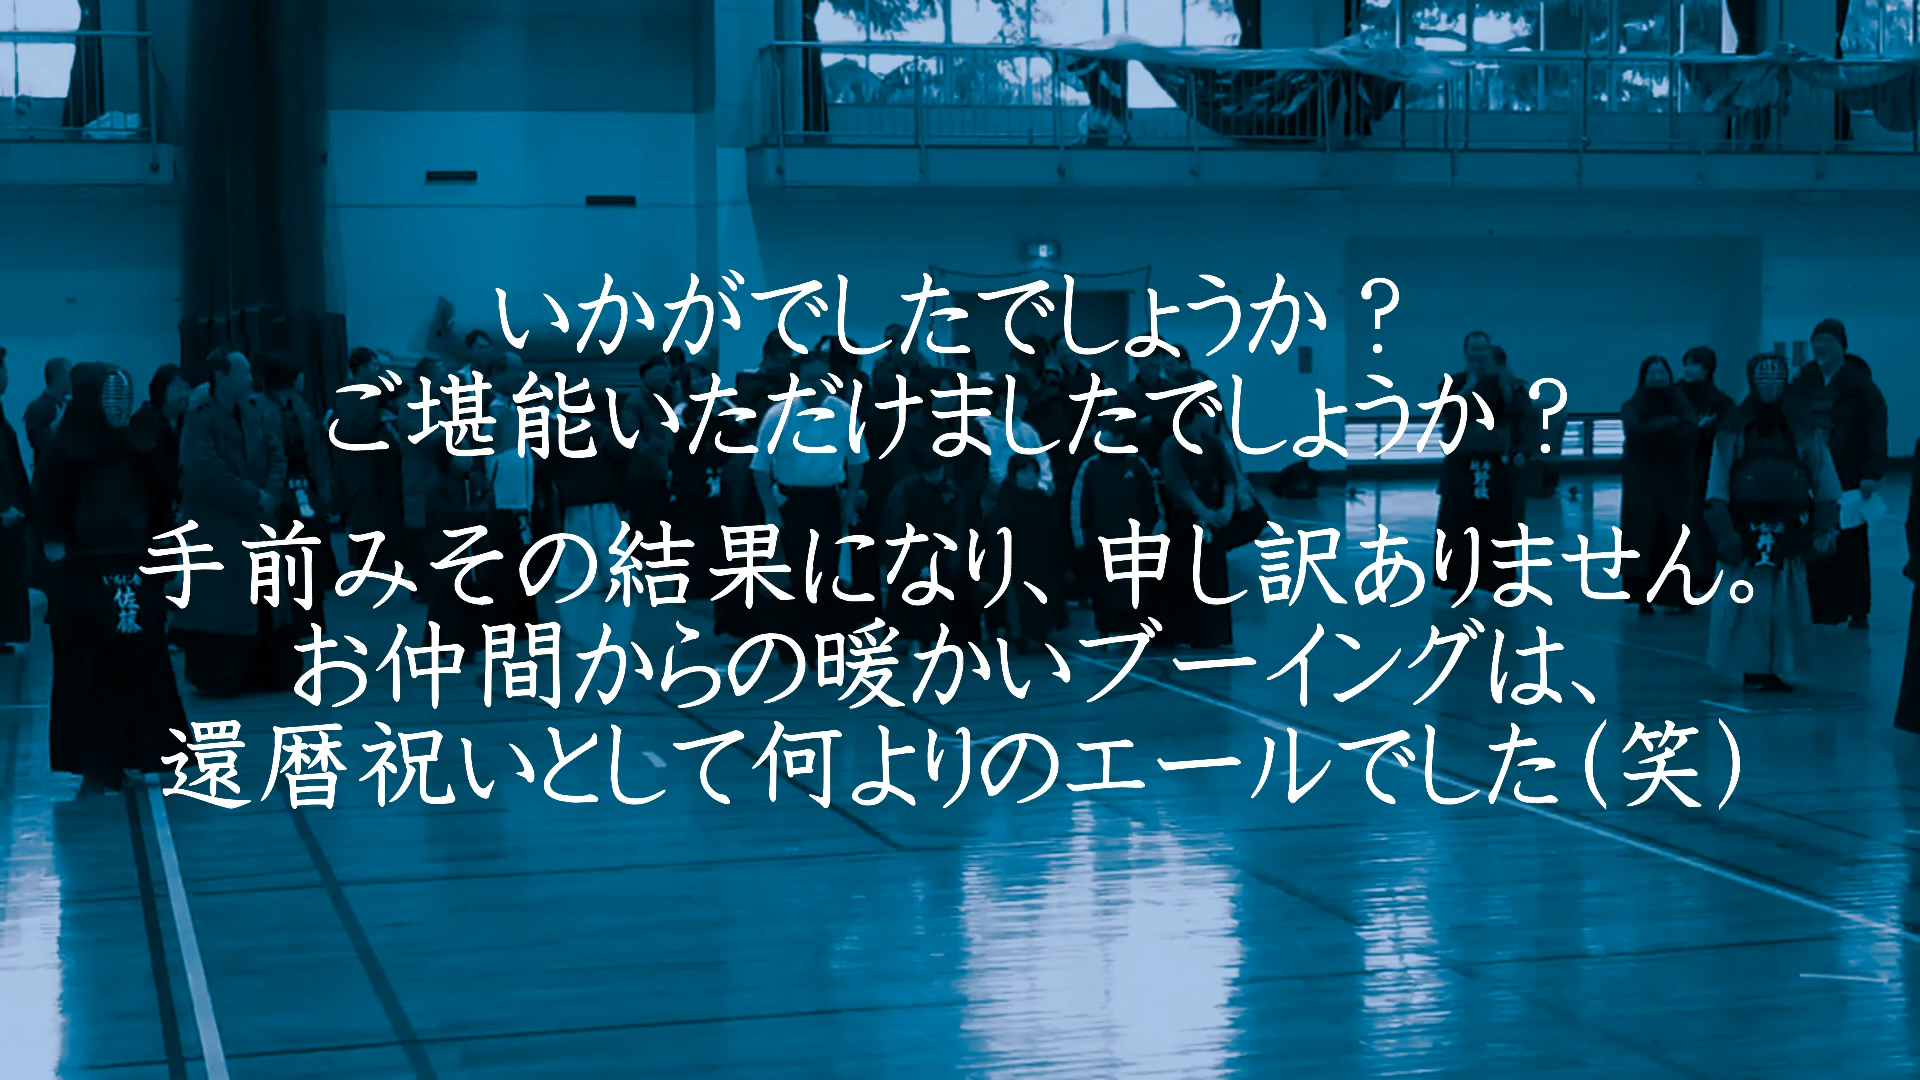 いかがでしたでしょうか？
ご堪能いただけましたでしょうか？
手前みその結果になり、申し訳ありません。
お仲間からの暖かいブーイングは、
還暦祝いとして何よりのエールでした（笑）
佐藤